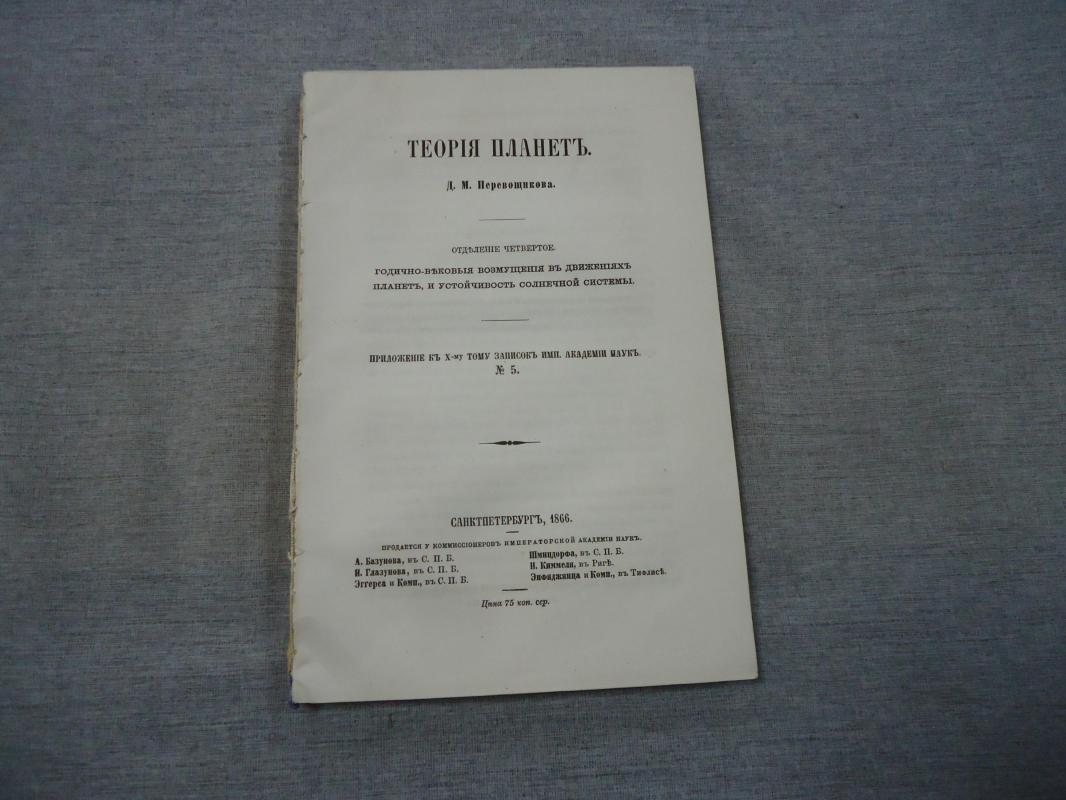 ТЕОРІЯ ПЛАНЕТЪ.
Д. М. Перевощикова.
ОТДѢЛЕНІЕ ЧЕТВЕРТОЕ.
ГОДИЧНО-ВѢКОВЫЯ ВОЗМУЩЕНІЯ ВЪ ДВИЖЕНІЯХЪ
ПЛАНЕТЪ, И УСТОЙЧИВОСТЬ СОЛНЕЧНОЙ СИСТЕМЫ.
ПРИЛОЖЕНІЕ КЪ Х-му ТОМУ ЗАПИСОКЪ ИМП. АКАДЕМІИ НАУКЪ.
№ 5.
САНКТПЕТЕРБУРГЪ, 1866.
ПРОДАЕТСЯ У КОММИССІОНЕРОВЪ ИМПЕРАТОРСКОЙ АКАДЕМІИ НАУКЪ.
А. Базунова, въ С. П. Б.
И. Глазунова, въ С. П. Б.
Эггерса и Комп., въ С. П. Б.
Шмицдорфа, въ С. П. Б.
Н. Киммеля, въ Ригѣ.
Энфиджянца и Комп., въ Тифлисѣ.
Цѣна 75 коп. сер.